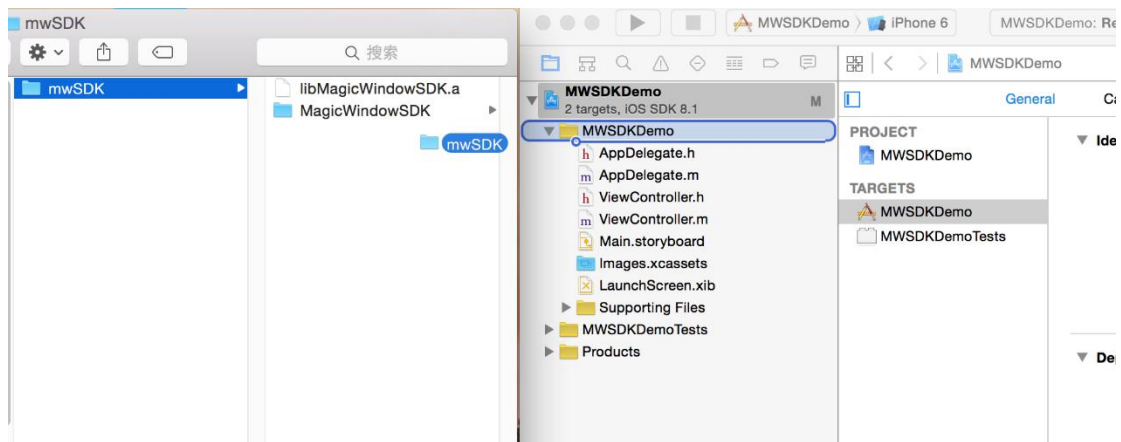 mwSDK
搜索
mwSDK
libMagicWindowSDK.a
MagicWindowSDK
mwSDK
MWSDKDemo
iPhone 6
MWSDKDemo: Re
MWSDKDemo
MWSDKDemo
2 targets, iOS SDK 8.1
M
MWSDKDemo
h AppDelegate.h
m AppDelegate.m
h ViewController.h
m ViewController.m
Main.storyboard
Images.xcassets
LaunchScreen.xib
Supporting Files
MWSDKDemoTests
Products
General
Ca
PROJECT
MWSDKDemo
TARGETS
MWSDKDemo
MWSDKDemoTests
Ide
De